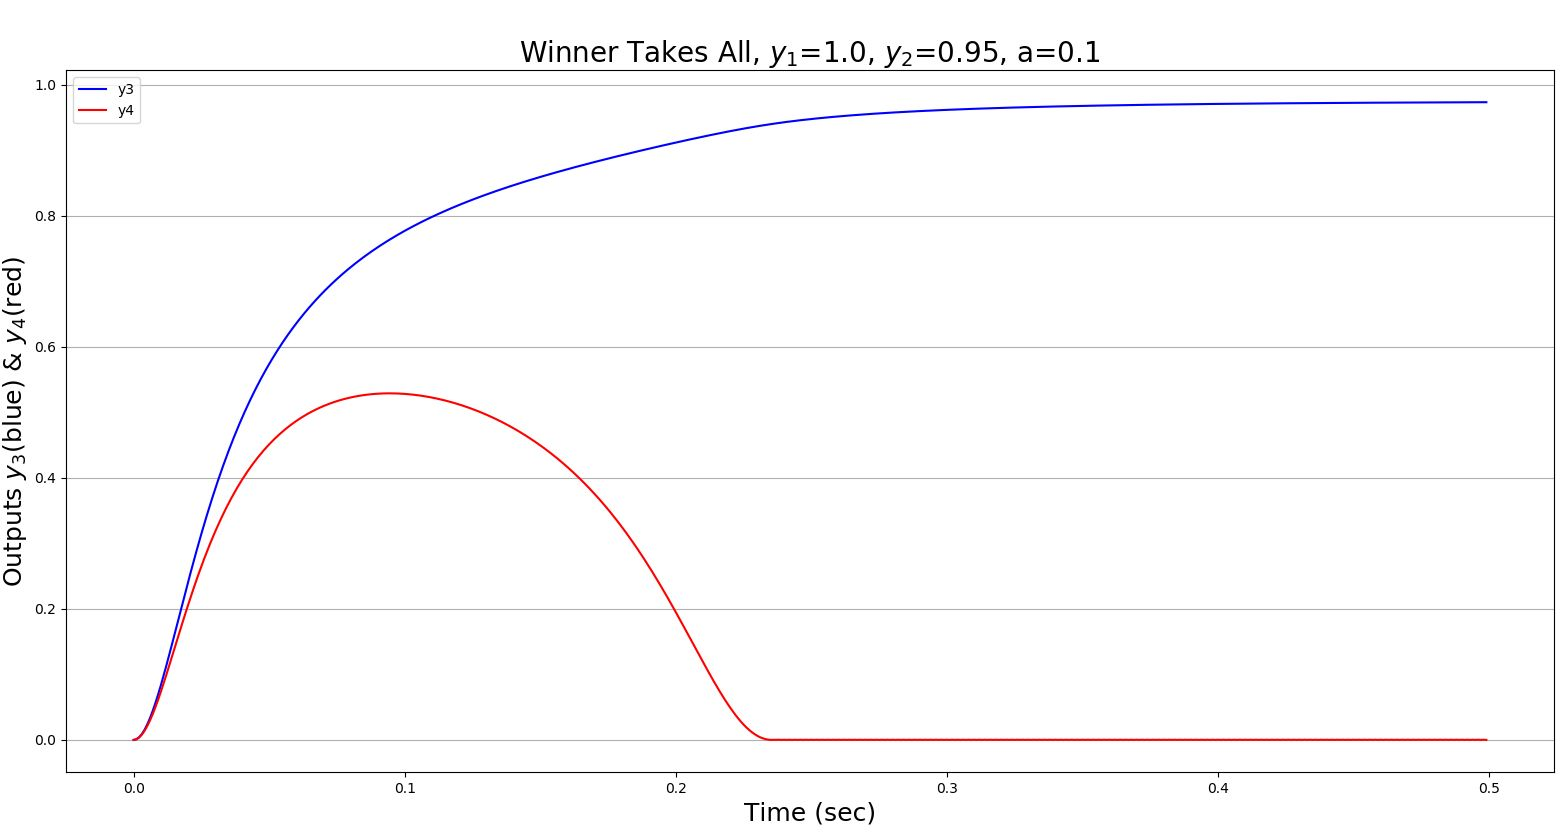 Winner Takes All, y₁=1.0, y₂=0.95, a=0.1
y3
y4
Outputs y₃(blue) & y₄(red)
1.0
0.8
0.6
0.4
0.2
0.0
0.0 0.1 0.2 0.3 0.4 0.5
Time (sec)